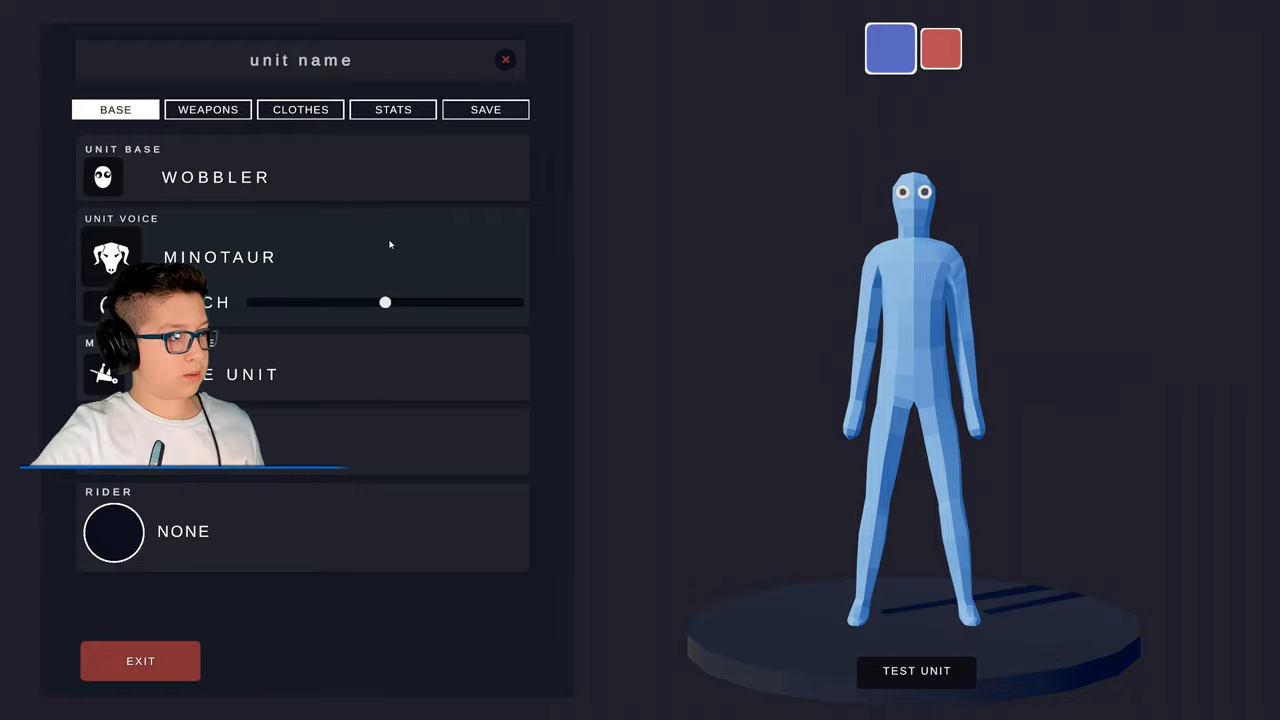 unit name
BASE WEAPONS CLOTHES STATS SAVE
UNIT BASE
WOBBLER
UNIT VOICE
MINOTAUR
CH
E UNIT
RIDER
NONE
EXIT
TEST UNIT